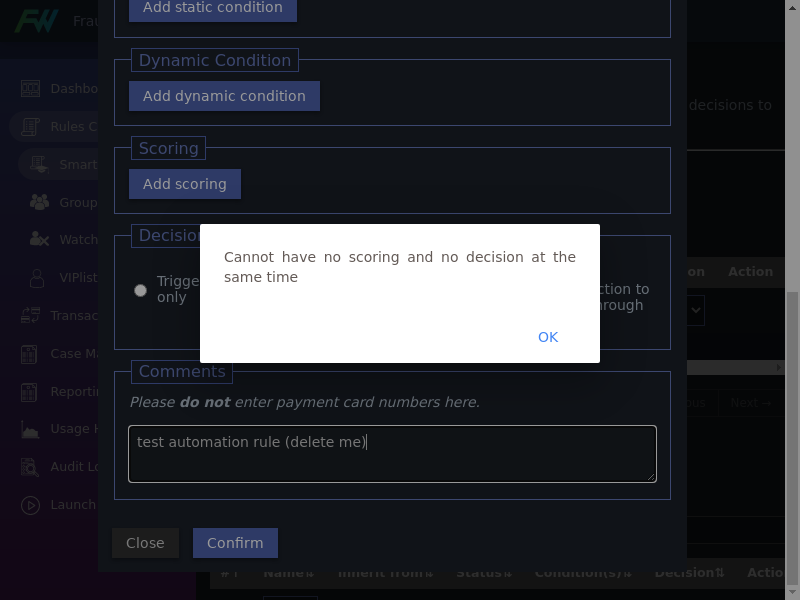 Add static condition
FW
Frau
Dynamic Condition
Dashbo
Add dynamic condition
decisions to
Rules C
Scoring
Smart
Add scoring
Group
Decision
Watch
Cannot have no scoring and no decision at the
same time
Trigge
only
ction to
hrough
on Action
VIPlist
Transac
OK
Case Ma
Comments
Reporti
Please do not enter payment card numbers here.
ous Next →
Usage H
test automation rule (delete me)
Audit Lo
Launch
Close
Confirm
# Name Inherit from Status Condition(s) Decision Actio